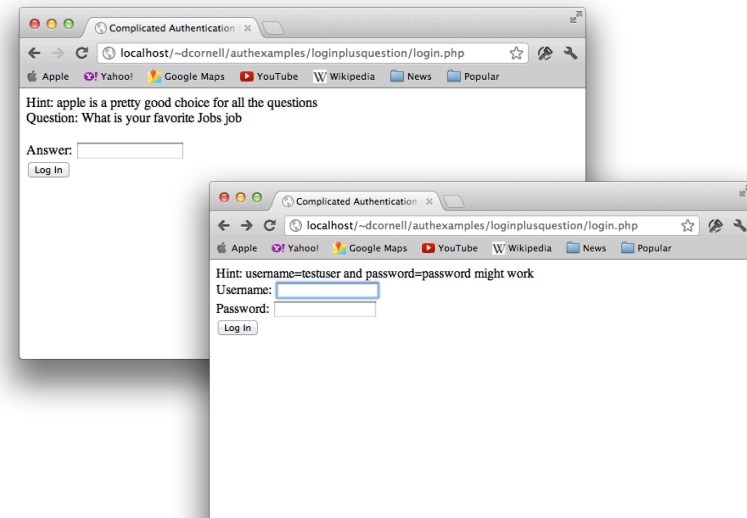 Complicated Authentication
localhost/~dcornell/authexamples/loginplusquestion/login.php
Apple Yahoo! Google Maps YouTube Wikipedia News Popular
Hint: apple is a pretty good choice for all the questions
Question: What is your favorite Jobs job
Answer:
Log In
Complicated Authentication
localhost/~dcornell/authexamples/loginplusquestion/login.php
Apple Yahoo! Google Maps YouTube Wikipedia News Popular
Hint: username=testuser and password=password might work
Username:
Password:
Log In